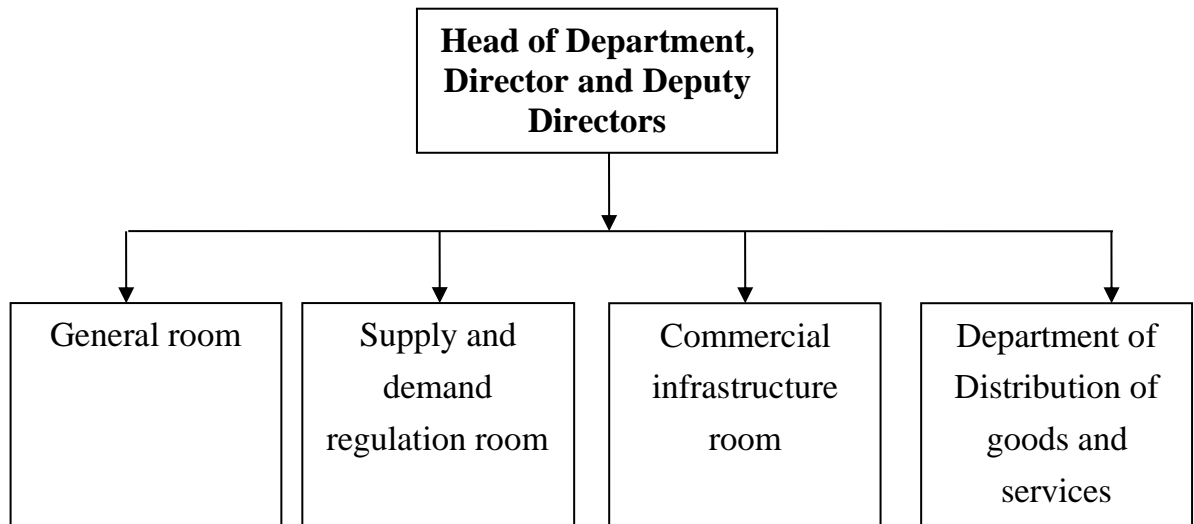 Head of Department,
Director and Deputy
Directors
General room
Supply and
demand
regulation room
Commercial
infrastructure
room
Department of
Distribution of
goods and
services